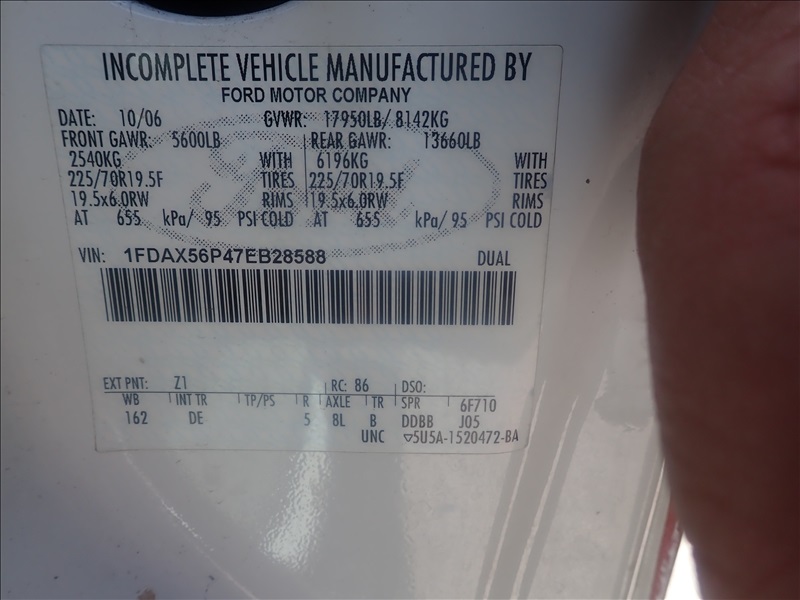 INCOMPLETE VEHICLE MANUFACTURED BY
FORD MOTOR COMPANY
DATE: 10/06 GVWR: 17950LB/ 8142KG
FRONT GAWR: 5600LB REAR GAWR: 13660LB
2540KG WITH 6196KG WITH
225/70R19.5F TIRES 225/70R19.5F TIRES
19.5x6.0RW RIMS 19.5x6.0RW RIMS
AT 655 kPa/ 95 PSI COLD AT 655 kPa/ 95 PSI COLD
VIN: 1FDAX56P47EB28588 DUAL
EXT PNT: Z1 RC: 86 DSO:
WB INT TR TP/PS R AXLE TR SPR 6F710
162 DE 5 8L B DDBB J05
UNC ▽5U5A-1520472-BA